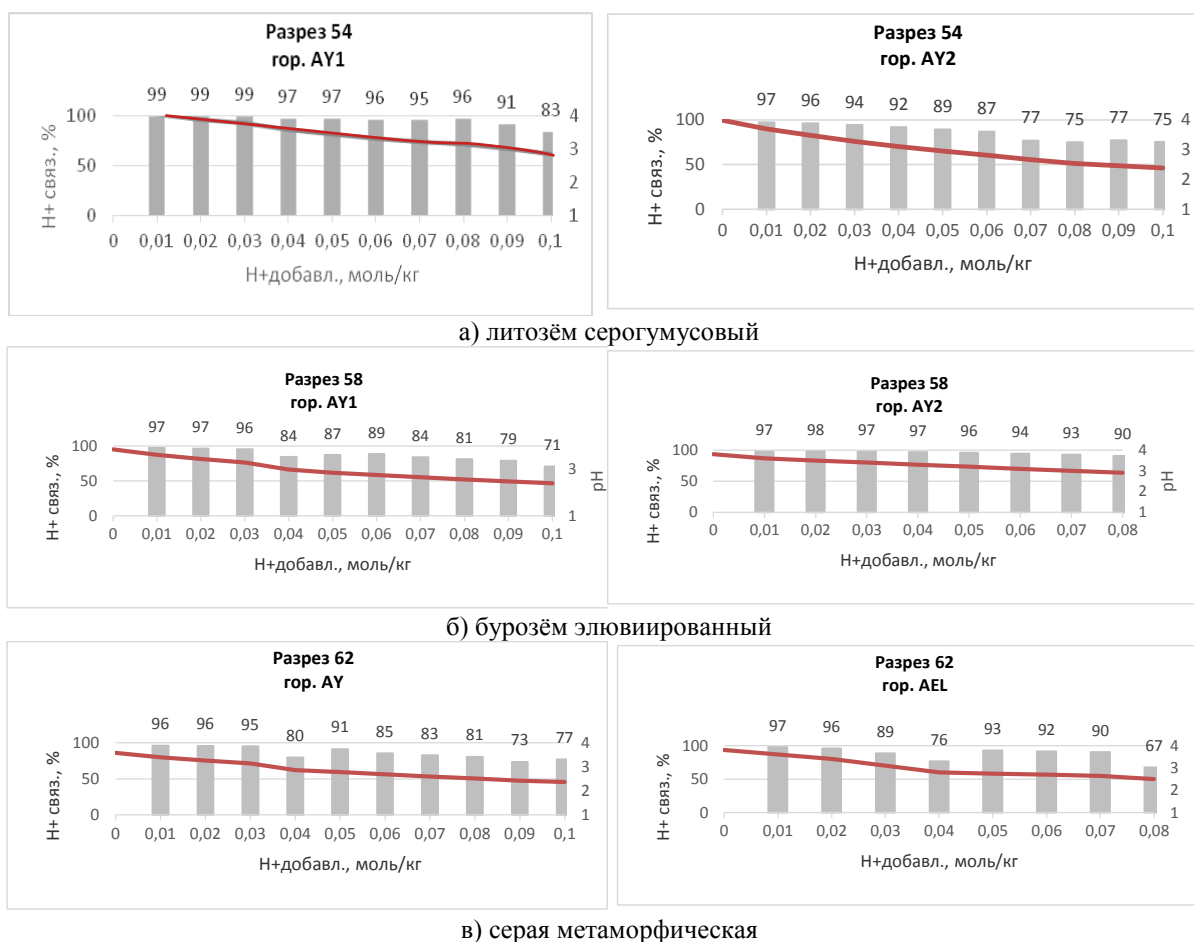 Разрез 54
гор. AY1
99 99 99 97 97 96 95 96 91 83
H+ связ., %
100
50
0
4
3
2
1
0 0,01 0,02 0,03 0,04 0,05 0,06 0,07 0,08 0,09 0,1
H+добавл., моль/кг
Разрез 54
гор. AY2
97 96 94 92 89 87 77 75 77 75
H+ связ., %
100
50
0
4
3
2
1
0 0,01 0,02 0,03 0,04 0,05 0,06 0,07 0,08 0,09 0,1
H+добавл., моль/кг
а) литозём серогумусовый
Разрез 58
гор. AY1
97 97 96 84 87 89 84 81 79 71
H+ связ., %
100
50
0
3
1
pH
0 0,01 0,02 0,03 0,04 0,05 0,06 0,07 0,08 0,09 0,1
H+добавл., моль/кг
Разрез 58
гор. AY2
97 98 97 97 96 94 93 90
H+ связ., %
100
50
0
4
3
2
1
pH
0 0,01 0,02 0,03 0,04 0,05 0,06 0,07 0,08
H+добавл., моль/кг
б) бурозём элювиированный
Разрез 62
гор. AY
96 96 95 80 91 85 83 81 73 77
H+ связ., %
100
50
0
4
3
2
1
0 0,01 0,02 0,03 0,04 0,05 0,06 0,07 0,08 0,09 0,1
H+добавл., моль/кг
Разрез 62
гор. AEL
97 96 89 76 93 92 90 67
H+ связ., %
100
50
0
4
3
2
1
0 0,01 0,02 0,03 0,04 0,05 0,06 0,07 0,08
H+добавл., моль/кг
в) серая метаморфическая